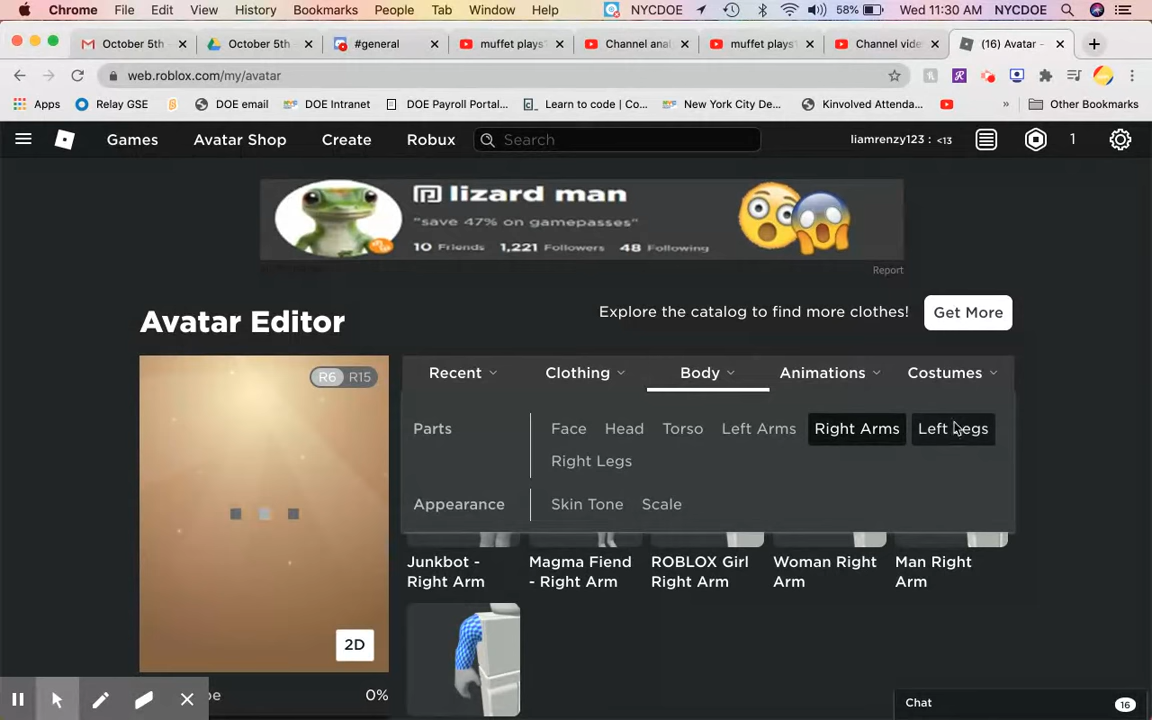 Chrome File Edit View History Bookmarks People Tab Window Help NYCDOE 58% Wed 11:30 AM NYCDOE
October 5th October 5th #general muffet plays' Channel ana muffet plays' Channel vide (16) Avatar -
web.roblox.com/my/avatar
Apps Relay GSE DOE email DOE Intranet DOE Payroll Portal... Learn to code | Co... New York City De... Kinvolved Attenda... » Other Bookmarks
Games Avatar Shop Create Robux Search liamrenzy123 : <13 1
lizard man
"save 47% on gamepasses"
10 Friends 1,221 Followers 48 Following
Report
Avatar Editor
Explore the catalog to find more clothes! Get More
R6 R15
Recent Clothing Body Animations Costumes
Parts Face Head Torso Left Arms Right Arms Left Legs
Right Legs
Appearance Skin Tone Scale
Junkbot - Right Arm
Magma Fiend - Right Arm
ROBLOX Girl Right Arm
Woman Right Arm
Man Right Arm
2D
pe 0%
Chat 16